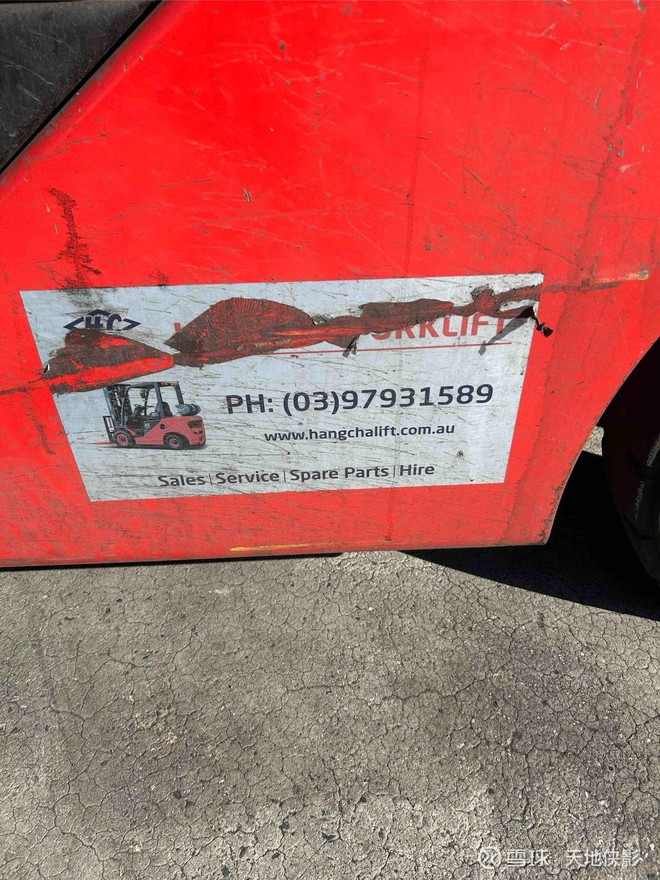 HC
FORKLIFT
PH: (03)97931589
www.hangchalift.com.au
Sales|Service|Spare Parts|Hire
雪球 天地侠影